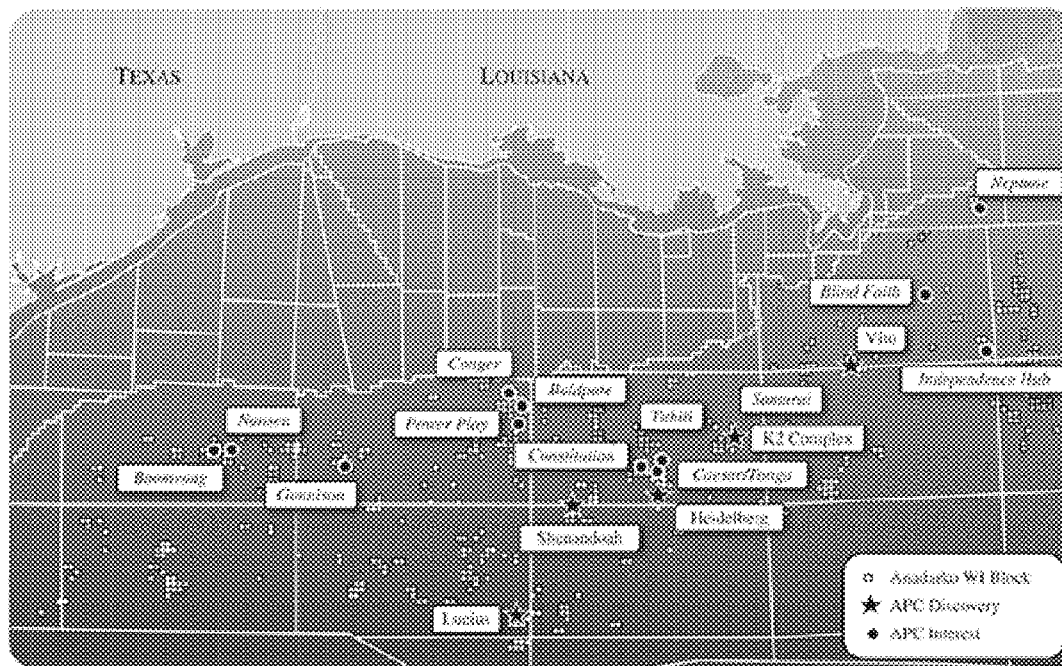 TEXAS
LOUISIANA
Neptune
Blind Faith
Vito
Conger
Baldpate
Independence Hub
Samurai
Nansen
Power Play
Tahiti
K2 Complex
Constitution
Boomvang
Gunnison
Caesar/Tonga
Heidelberg
Shenandoah
Lucius
Anadarko WI Block
APC Discovery
APC Interest